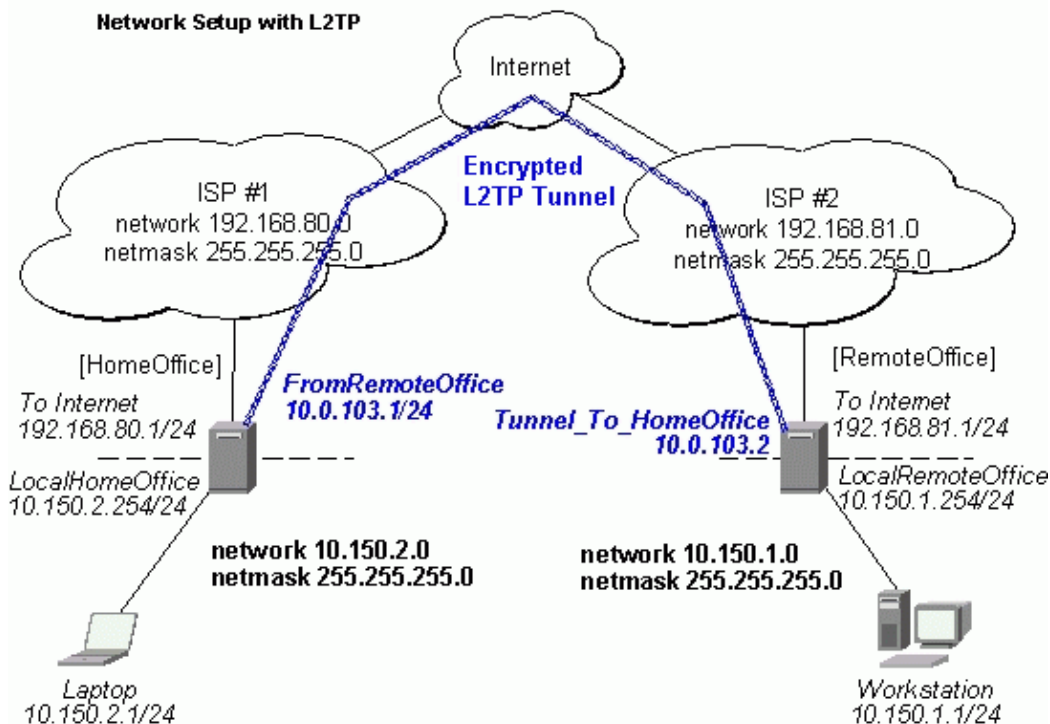 Network Setup with L2TP
Internet
Encrypted
L2TP Tunnel
ISP #1
network 192.168.80.0
netmask 255.255.255.0
ISP #2
network 192.168.81.0
netmask 255.255.255.0
[HomeOffice]
To Internet
192.168.80.1/24
FromRemoteOffice
10.0.103.1/24
Tunnel_To_HomeOffice
10.0.103.2
[RemoteOffice]
To Internet
192.168.81.1/24
LocalHomeOffice
10.150.2.254/24
LocalRemoteOffice
10.150.1.254/24
network 10.150.2.0
netmask 255.255.255.0
network 10.150.1.0
netmask 255.255.255.0
Laptop
10.150.2.1/24
Workstation
10.150.1.1/24